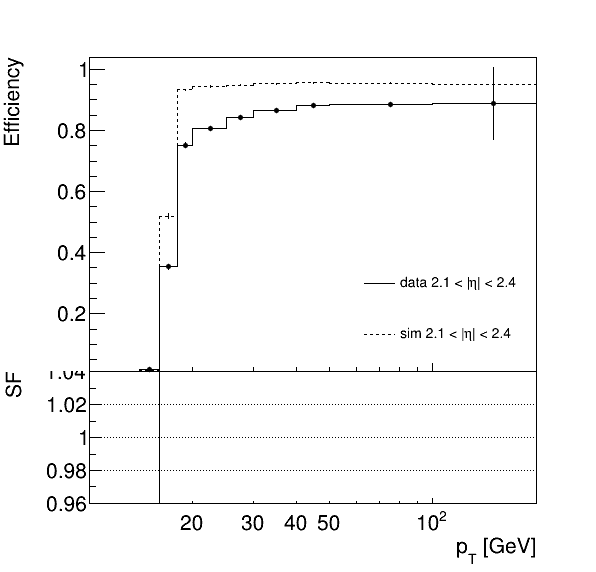 Efficiency
1
0.8
0.6
0.4
0.2
data 2.1 < |η| < 2.4
sim 2.1 < |η| < 2.4
SF
1.04
1.02
1
0.98
0.96
20 30 40 50 10²
p_T [GeV]